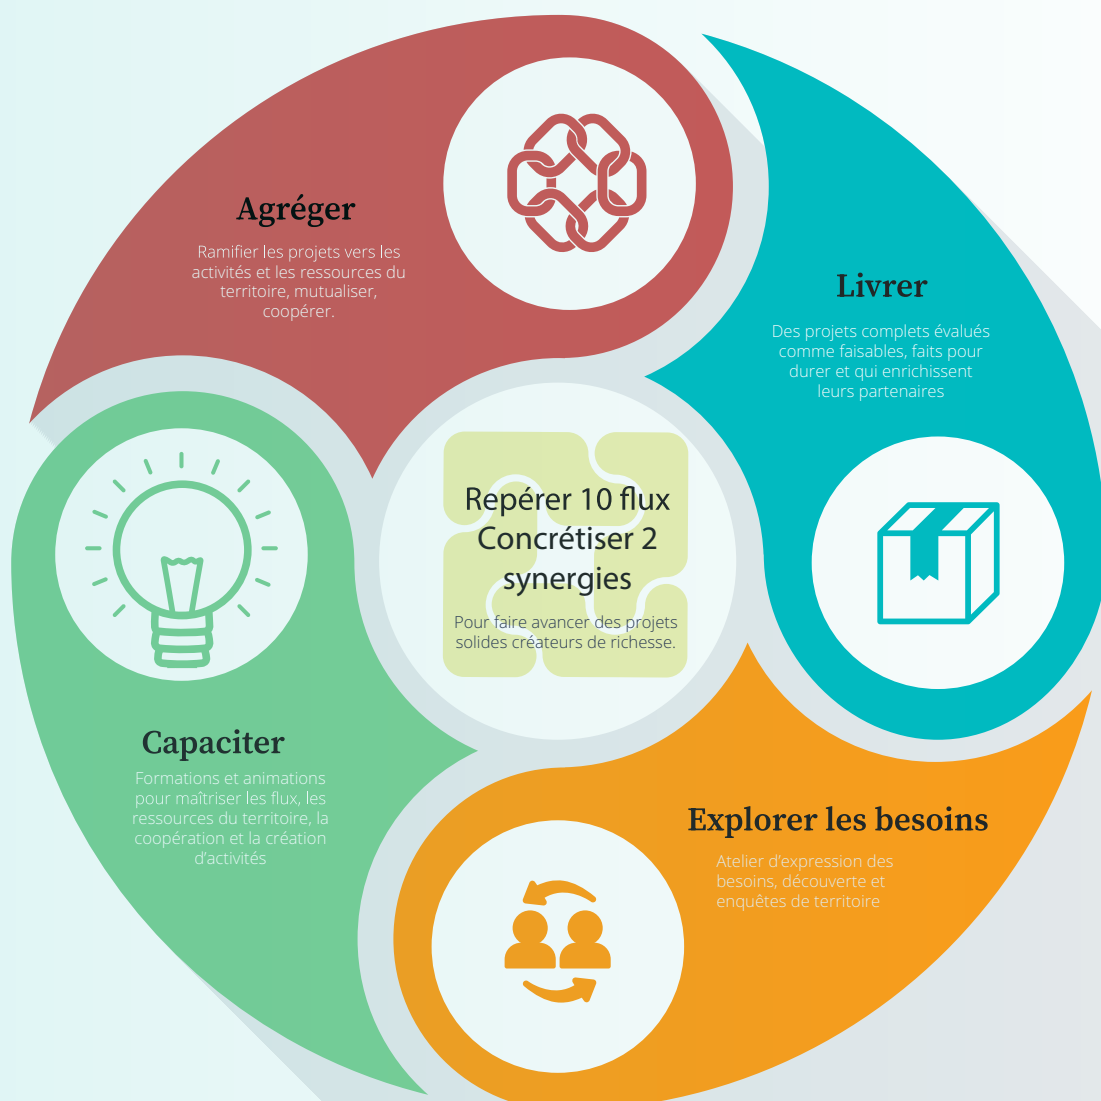 Agréger
Ramifier les projets vers les
activités et les ressources du
territoire, mutualiser,
coopérer.
Livrer
Des projets complets évalués
comme faisables, faits pour
durer et qui enrichissent
leurs partenaires
Repérer 10 flux
Concrétiser 2
synergies
Pour faire avancer des projets
solides créateurs de richesse.
Capaciter
Formations et animations
pour maîtriser les flux, les
ressources du territoire, la
coopération et la création
d'activités
Explorer les besoins
Atelier d'expression des
besoins, découverte et
enquêtes de territoire